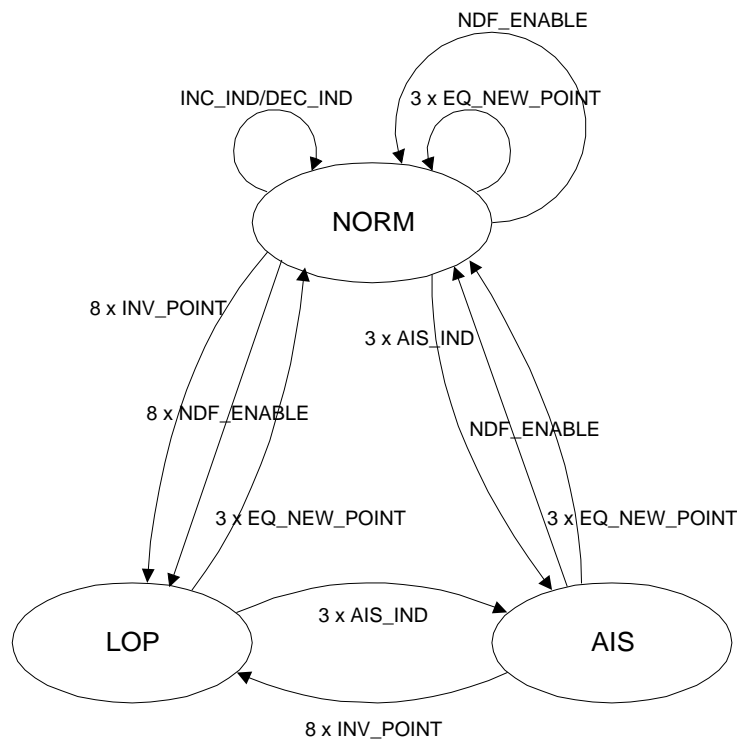 NDF_ENABLE
INC_IND/DEC_IND
3 x EQ_NEW_POINT
NORM
8 x INV_POINT
3 x AIS_IND
8 x NDF_ENABLE
NDF_ENABLE
3 x EQ_NEW_POINT
3 x EQ_NEW_POINT
3 x AIS_IND
LOP
AIS
8 x INV_POINT